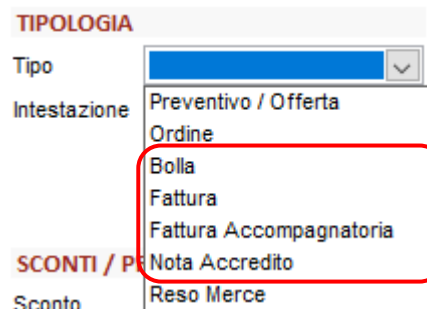 TIPOLOGIA
Tipo
Intestazione
Preventivo / Offerta
Ordine
Bolla
Fattura
Fattura Accompagnatoria
Nota Accredito
Reso Merce
SCONTI / P
Sconto